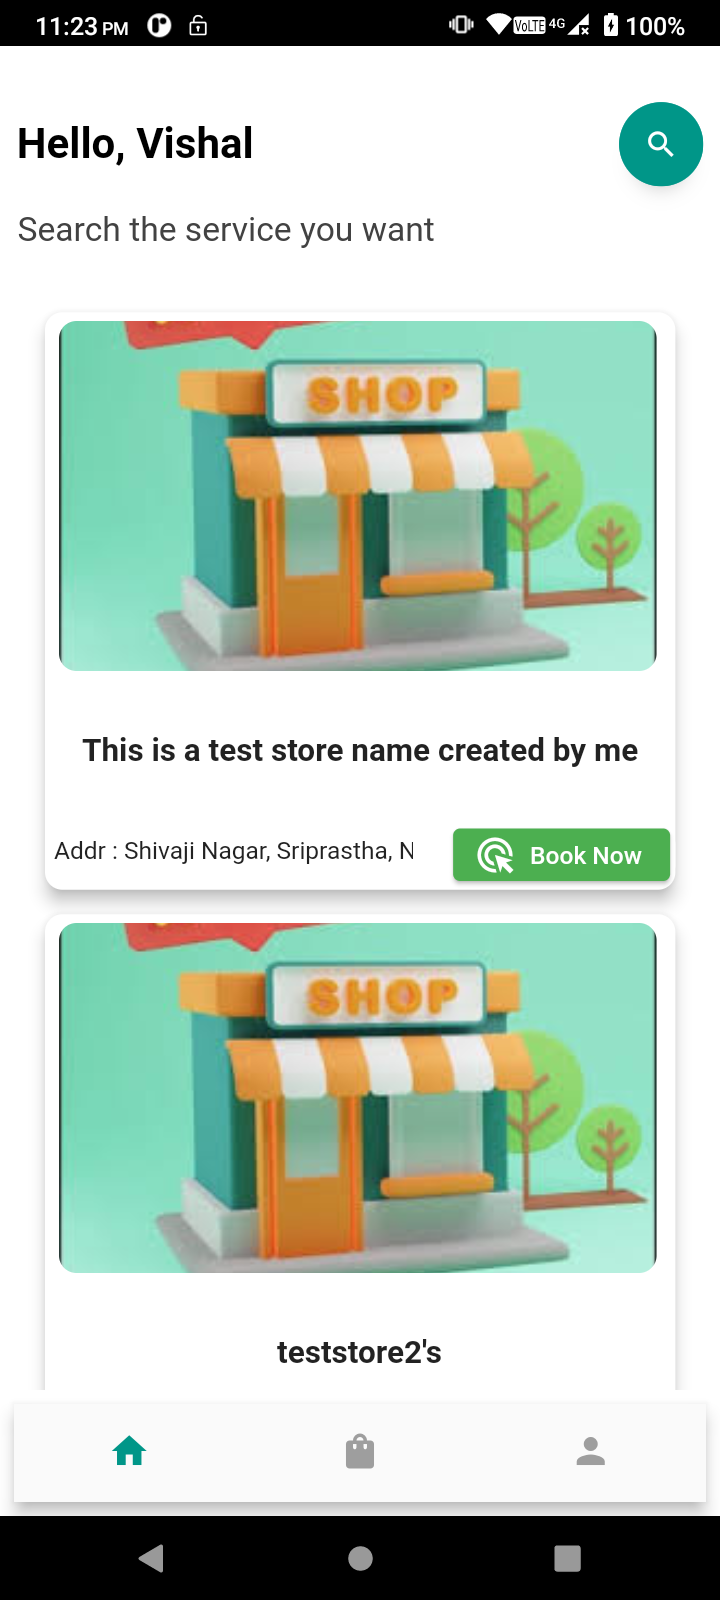 11:23 PM VoLTE 4G 100%
Hello, Vishal
Search the service you want
SHOP
This is a test store name created by me
Addr : Shivaji Nagar, Sriprastha, N
Book Now
SHOP
teststore2's